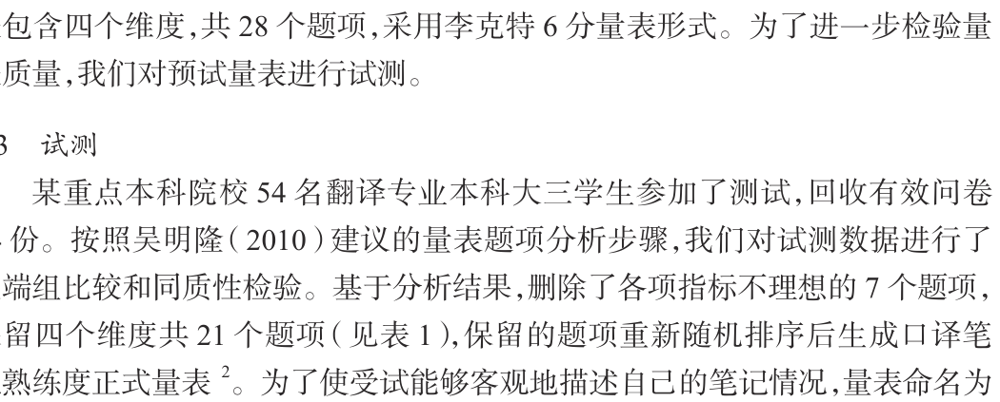 包含四个维度,共 28 个题项,采用李克特 6 分量表形式。为了进一步检验量
质量,我们对预试量表进行试测。
3 试测
某重点本科院校 54 名翻译专业本科大三学生参加了测试,回收有效问卷
份。按照吴明隆(2010)建议的量表题项分析步骤,我们对试测数据进行了
端组比较和同质性检验。基于分析结果,删除了各项指标不理想的 7 个题项,
留四个维度共 21 个题项(见表 1),保留的题项重新随机排序后生成口译笔
熟练度正式量表 ²。为了使受试能够客观地描述自己的笔记情况,量表命名为